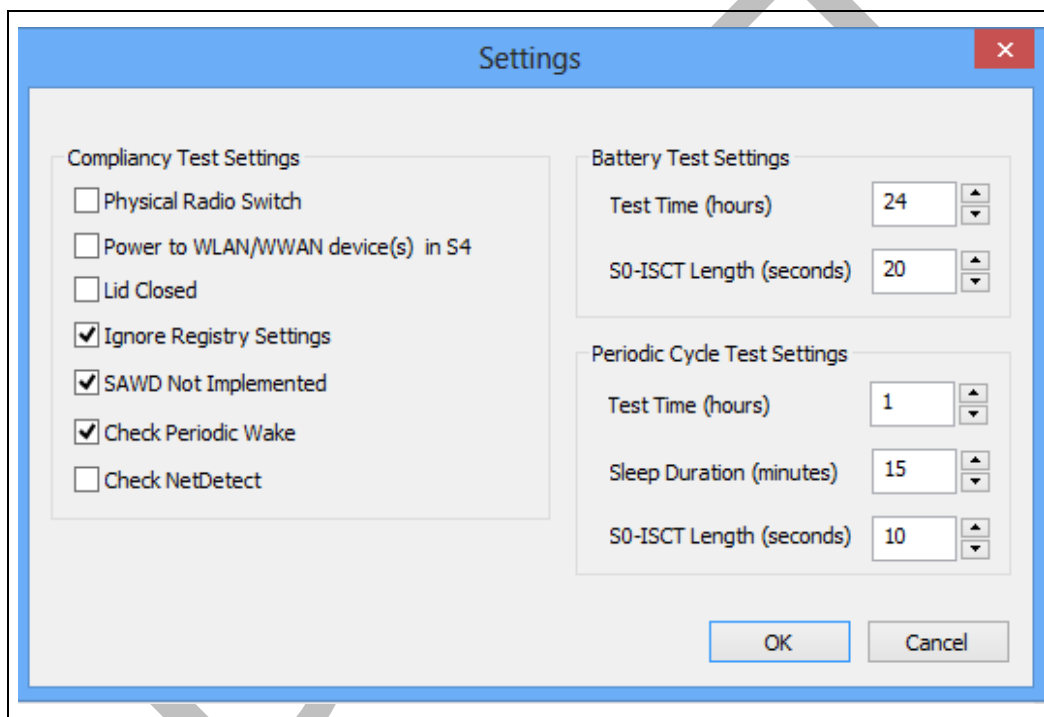 Settings
Compliancy Test Settings
Physical Radio Switch
Power to WLAN/WWAN device(s) in S4
Lid Closed
Ignore Registry Settings
SAWD Not Implemented
Check Periodic Wake
Check NetDetect
Battery Test Settings
Test Time (hours) 24
S0-ISCT Length (seconds) 20
Periodic Cycle Test Settings
Test Time (hours) 1
Sleep Duration (minutes) 15
S0-ISCT Length (seconds) 10
OK Cancel